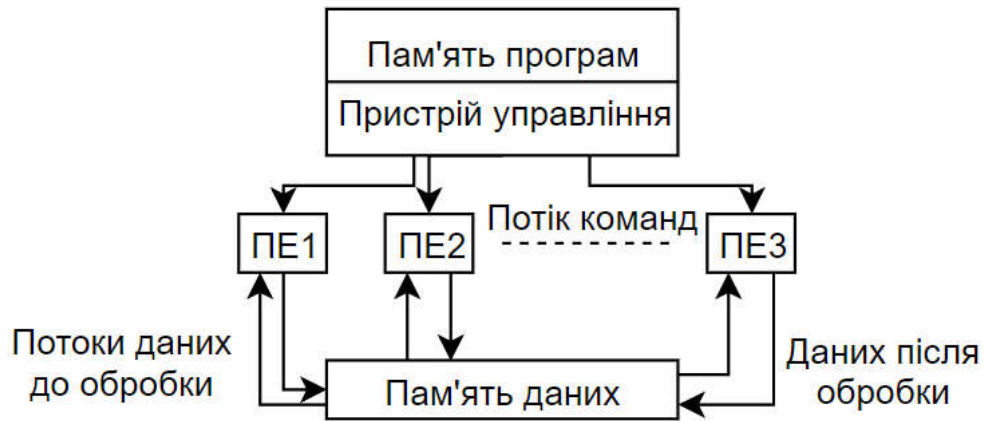 Пам'ять програм
Пристрій управління
ПЕ1
ПЕ2
Потік команд
ПЕ3
Потоки даних
до обробки
Пам'ять даних
Даних після
обробки